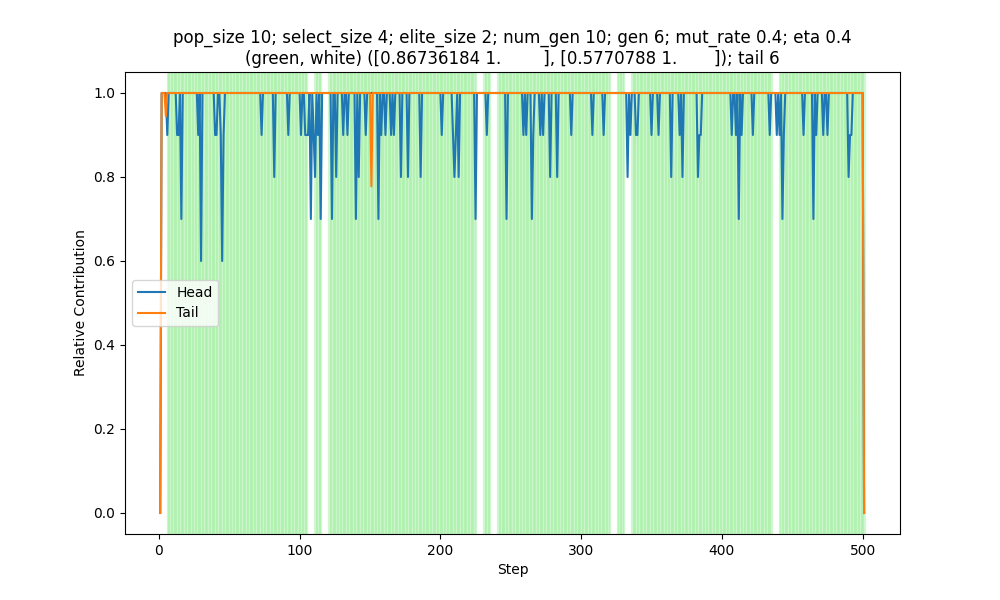 pop_size 10; select_size 4; elite_size 2; num_gen 10; gen 6; mut_rate 0.4; eta 0.4
(green, white) ([0.86736184 1.        ], [0.5770788 1.        ]); tail 6
1.0
0.8
0.6
0.4
0.2
0.0
Relative Contribution
Head
Tail
0
100
200
300
400
500
Step